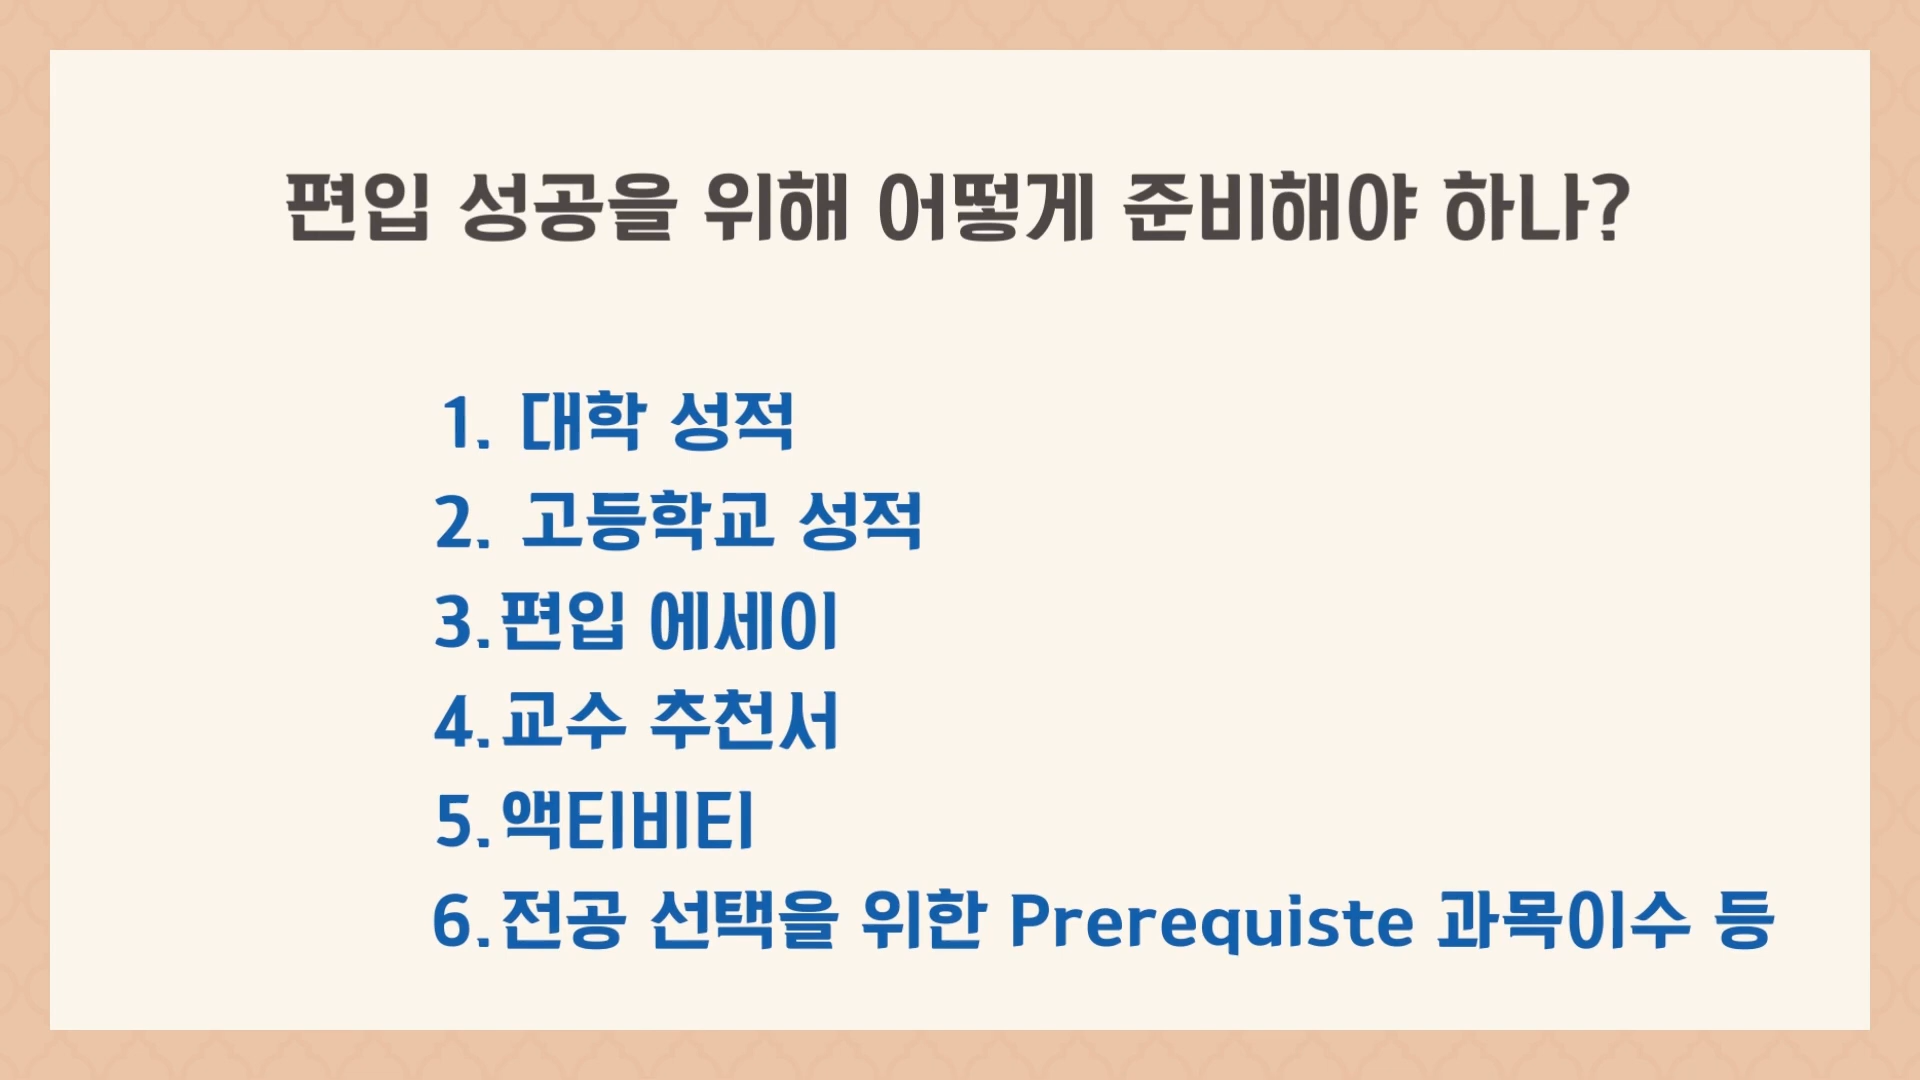 편입 성공을 위해 어떻게 준비해야 하나?
1. 대학 성적
2. 고등학교 성적
3.편입 에세이
4.교수 추천서
5.액티비티
6.전공 선택을 위한 Prerequiste 과목이수 등